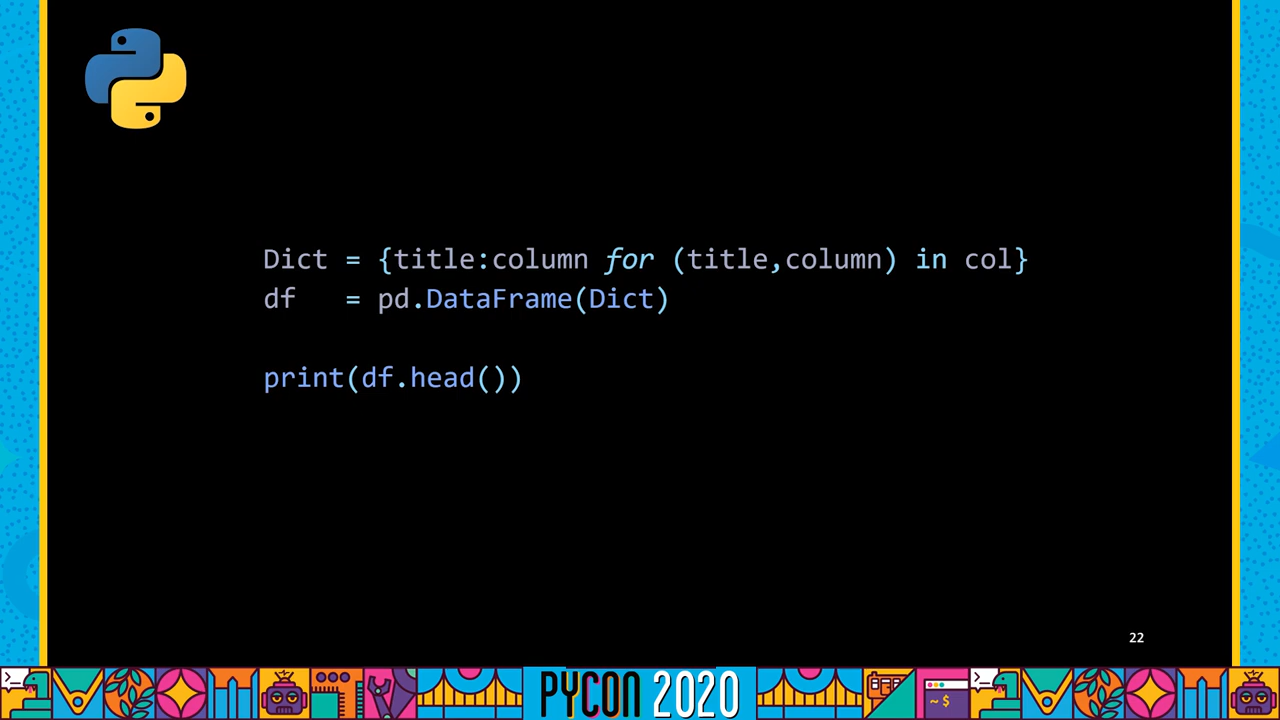 Dict = {title:column for (title,column) in col}
df   = pd.DataFrame(Dict)
print(df.head())
22
PYCON 2020
~ $